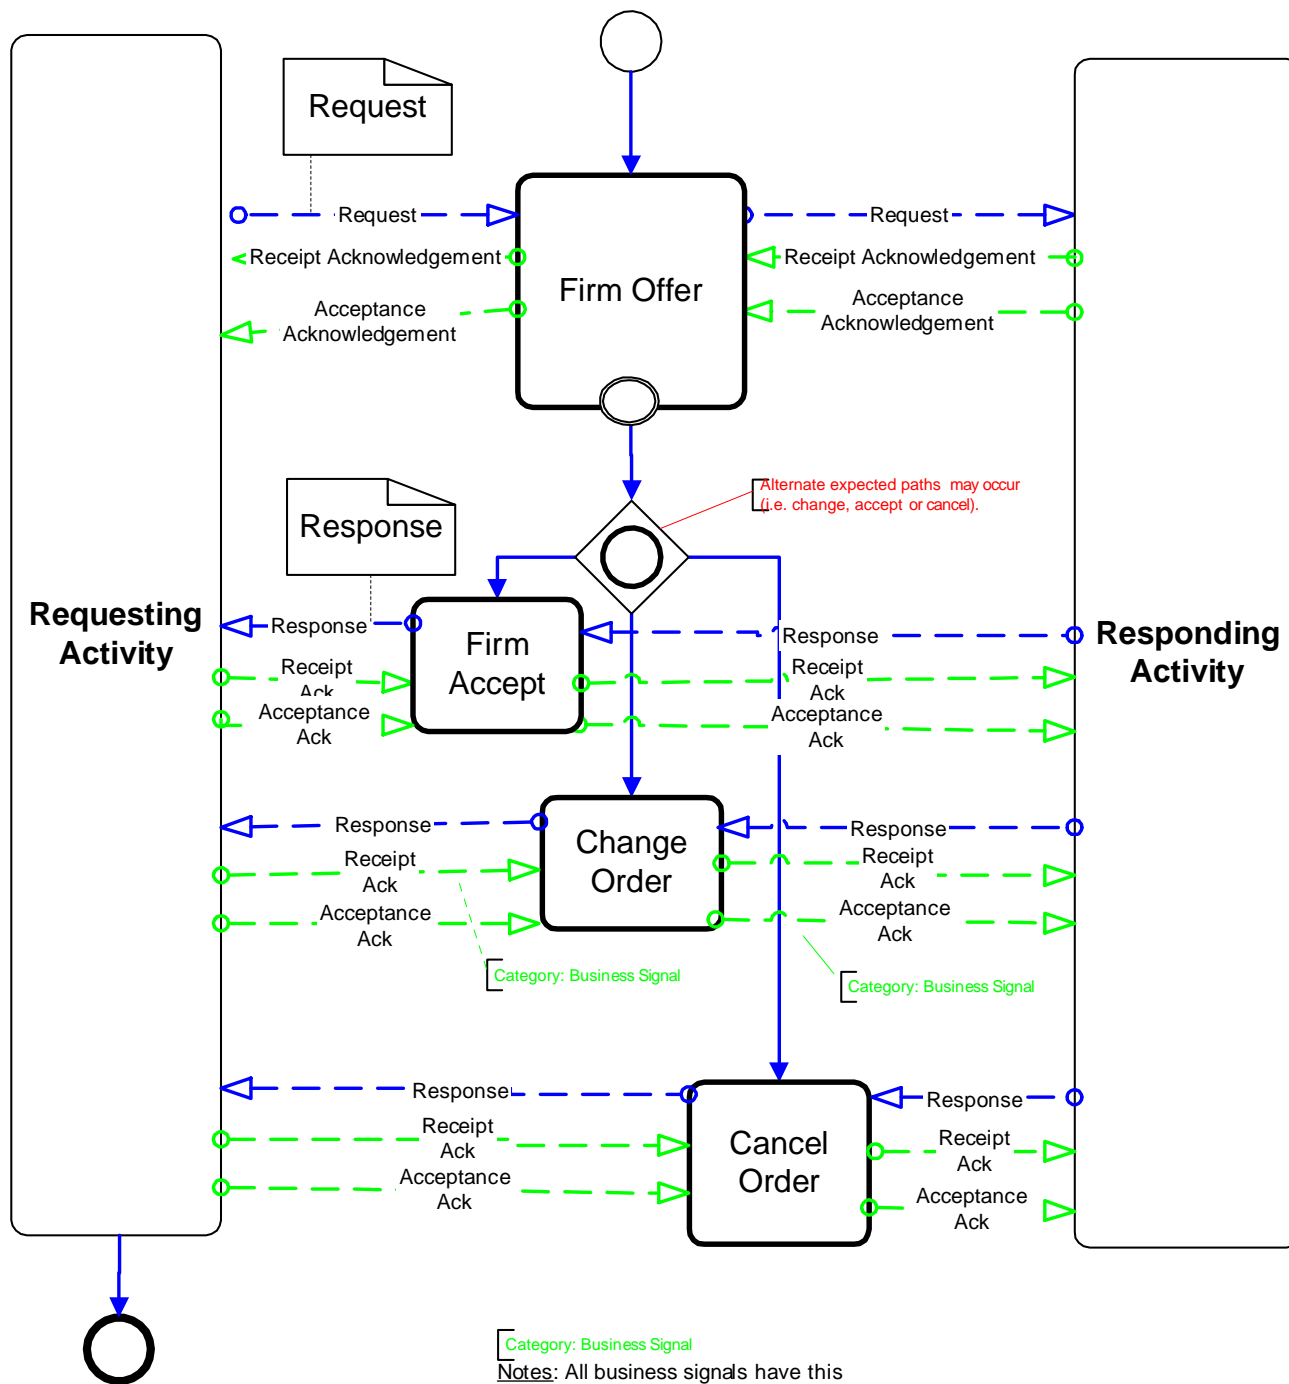 Request
Request
Request
Receipt Acknowledgement
Receipt Acknowledgement
Firm Offer
Acceptance
Acknowledgement
Acceptance
Acknowledgement
Alternate expected paths may occur
(i.e. change, accept or cancel).
Response
Requesting
Activity
Responding
Activity
Response
Firm
Accept
Response
Receipt
Ack
Receipt
Ack
Acceptance
Ack
Acceptance
Ack
Response
Change
Order
Response
Receipt
Ack
Receipt
Ack
Acceptance
Ack
Acceptance
Ack
Category: Business Signal
Category: Business Signal
Response
Cancel
Order
Response
Receipt
Ack
Receipt
Ack
Acceptance
Ack
Acceptance
Ack
Category: Business Signal
Notes: All business signals have this